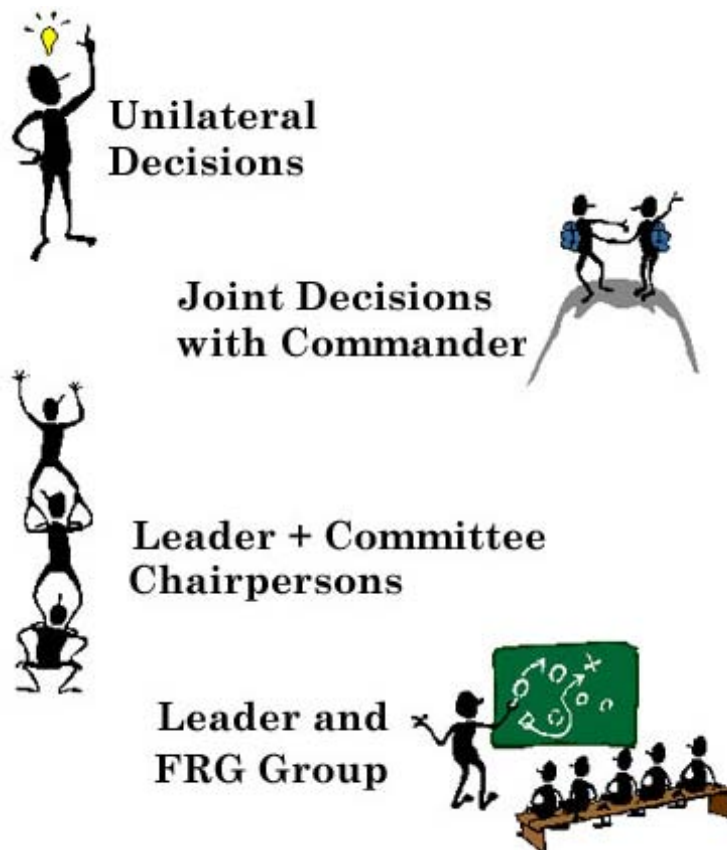 Unilateral
Decisions
Joint Decisions
with Commander
Leader + Committee
Chairpersons
Leader and
FRG Group